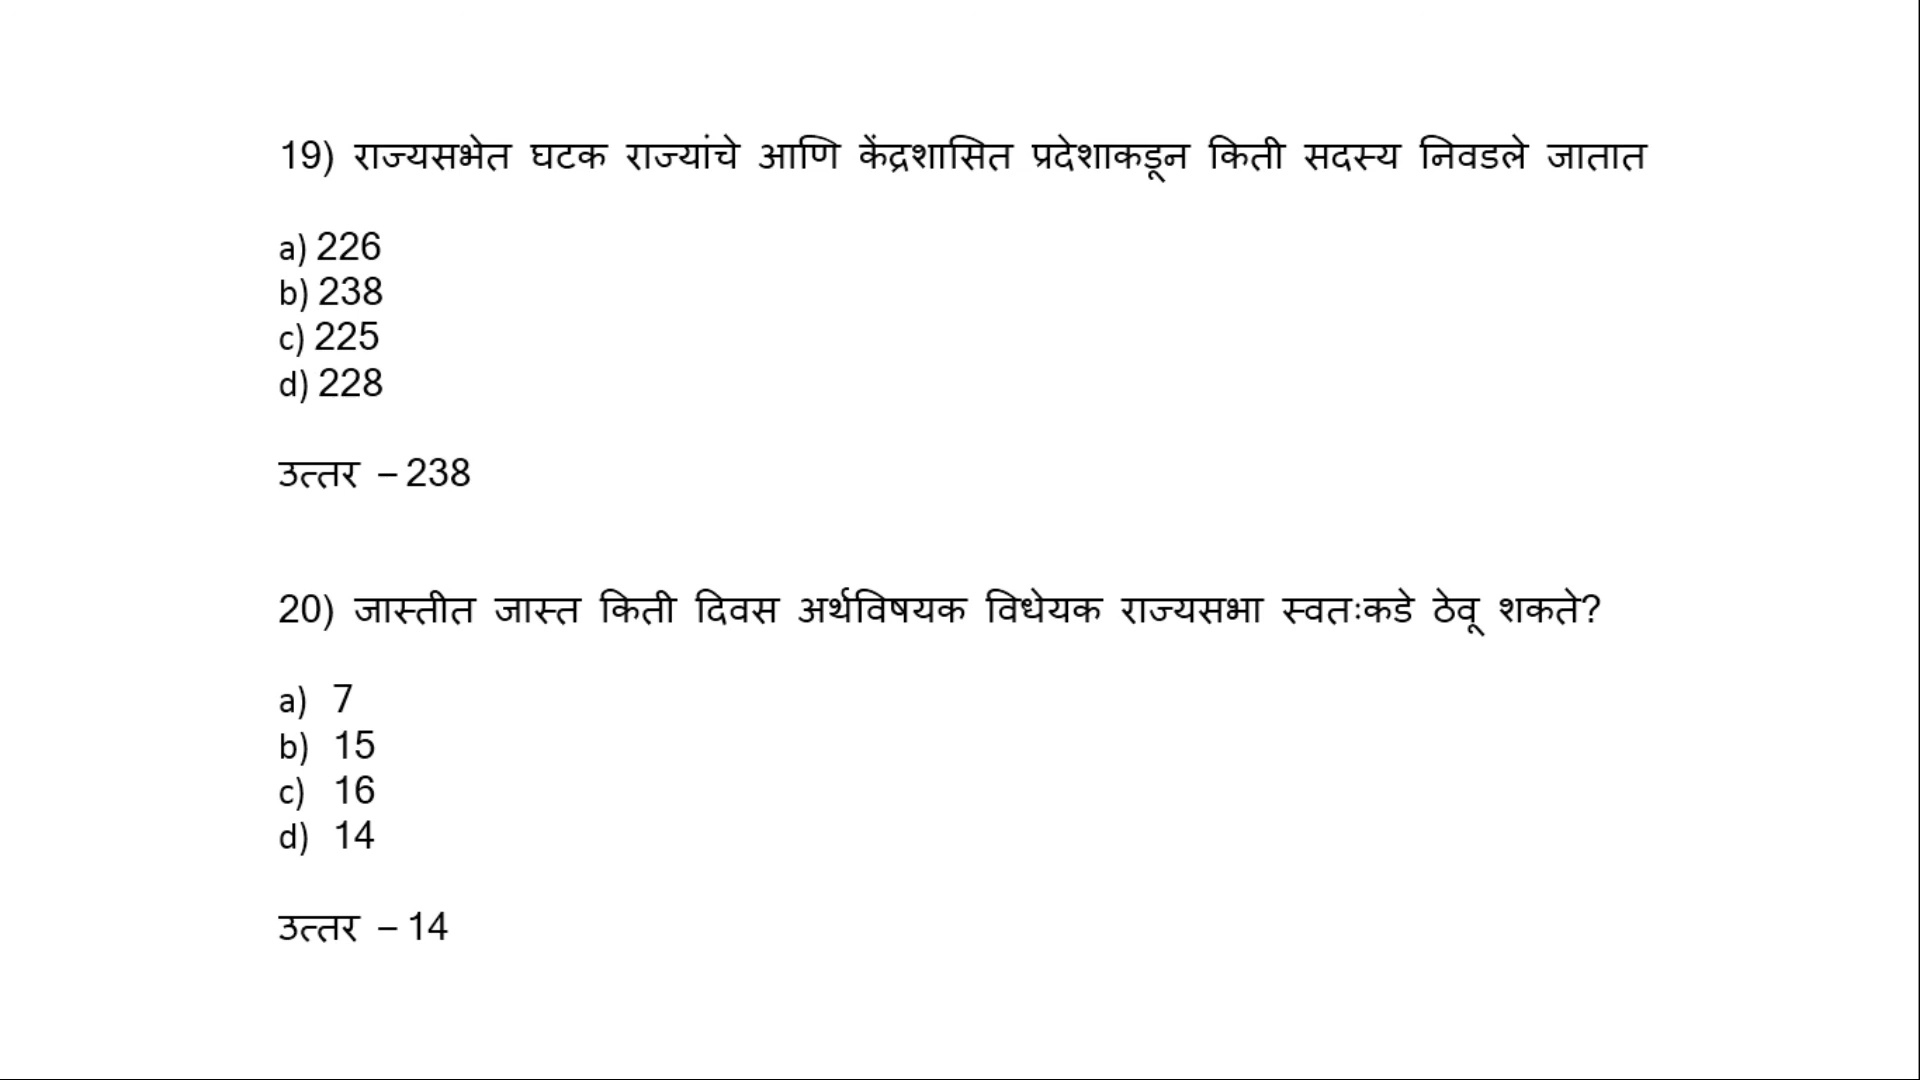 19) राज्यसभेत घटक राज्यांचे आणि केंद्रशासित प्रदेशाकडून किती सदस्य निवडले जातात
a) 226
b) 238
c) 225
d) 228
उत्तर – 238
20) जास्तीत जास्त किती दिवस अर्थविषयक विधेयक राज्यसभा स्वतःकडे ठेवू शकते?
a) 7
b) 15
c) 16
d) 14
उत्तर – 14